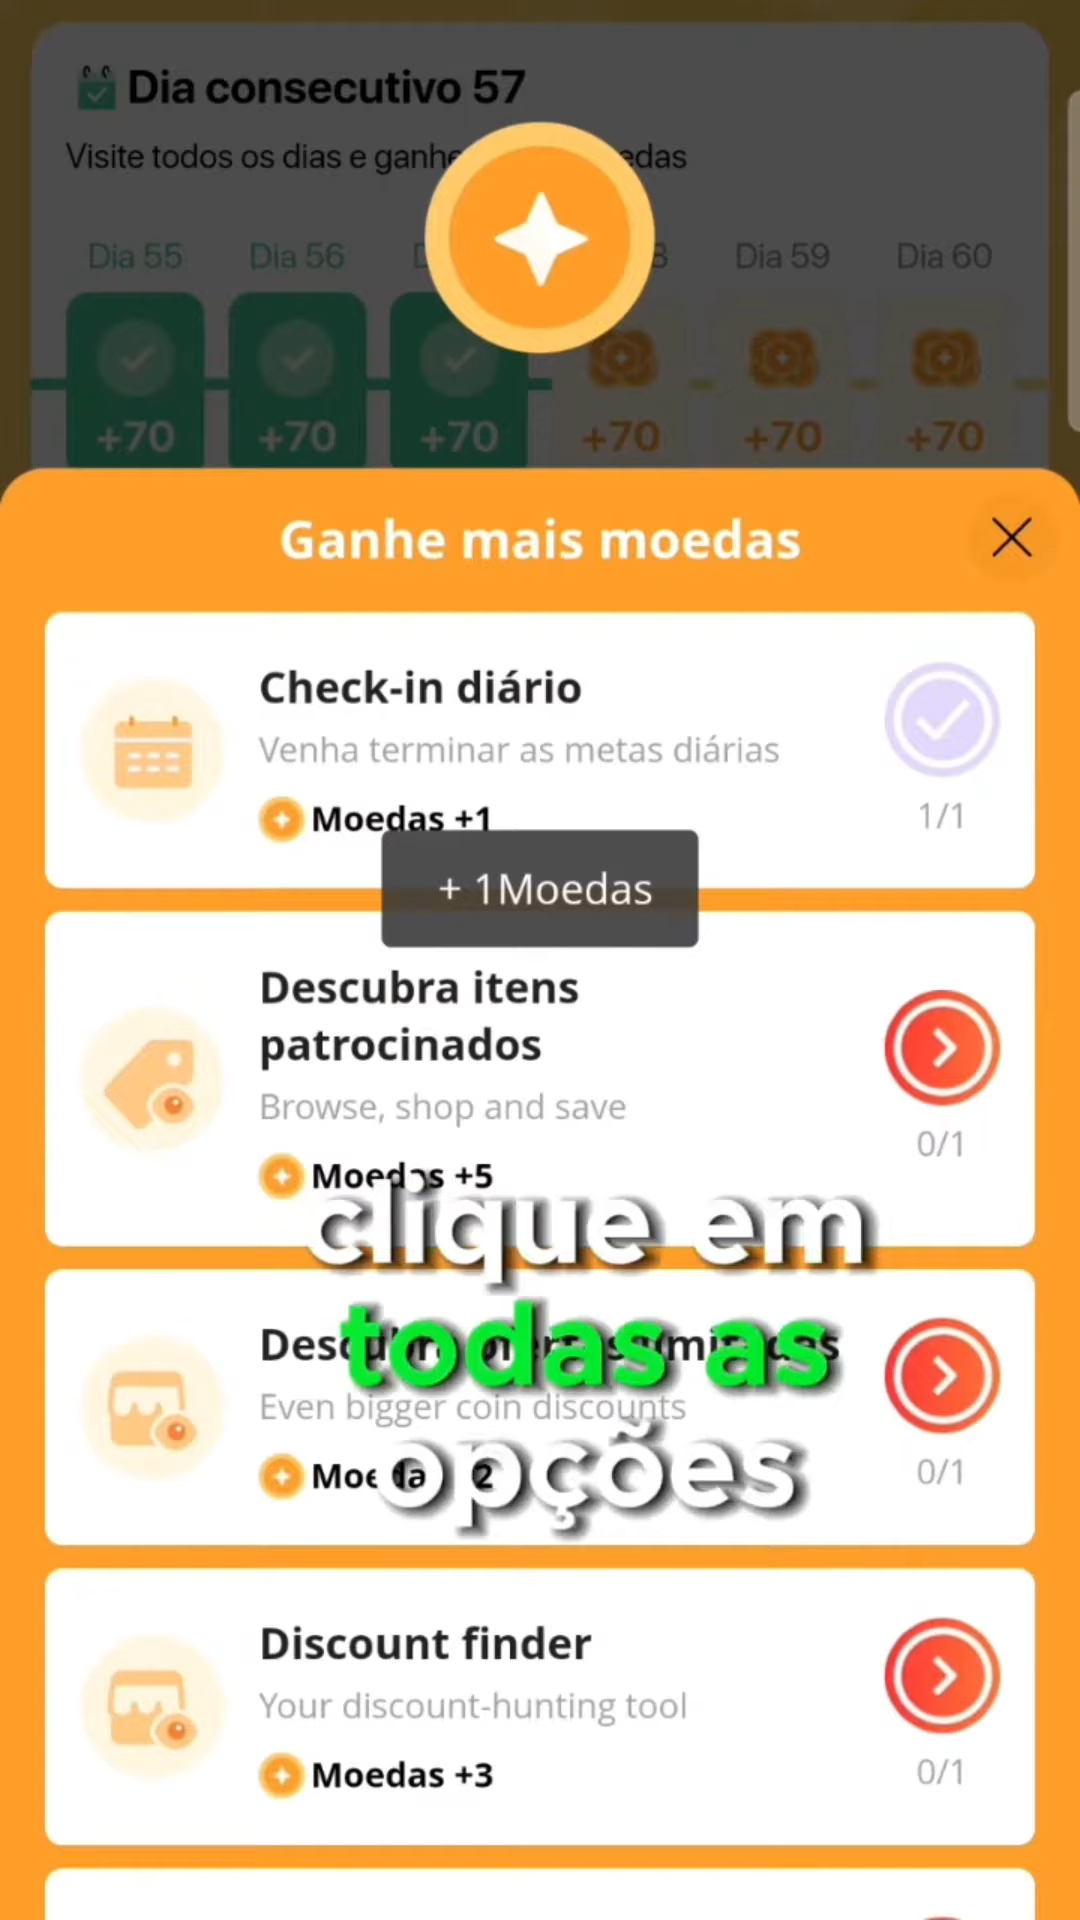 Dia consecutivo 57
Visite todos os dias e ganhe edas
Dia 55 Dia 56 Dia 59 Dia 60
+70 +70 +70 +70 +70 +70
Ganhe mais moedas
Check-in diário
Venha terminar as metas diárias
Moedas +1
1/1
+ 1Moedas
Descubra itens
patrocinados
Browse, shop and save
Moedas +5
0/1
clique em
todas as
opções
Even bigger coin discounts
0/1
Discount finder
Your discount-hunting tool
Moedas +3
0/1